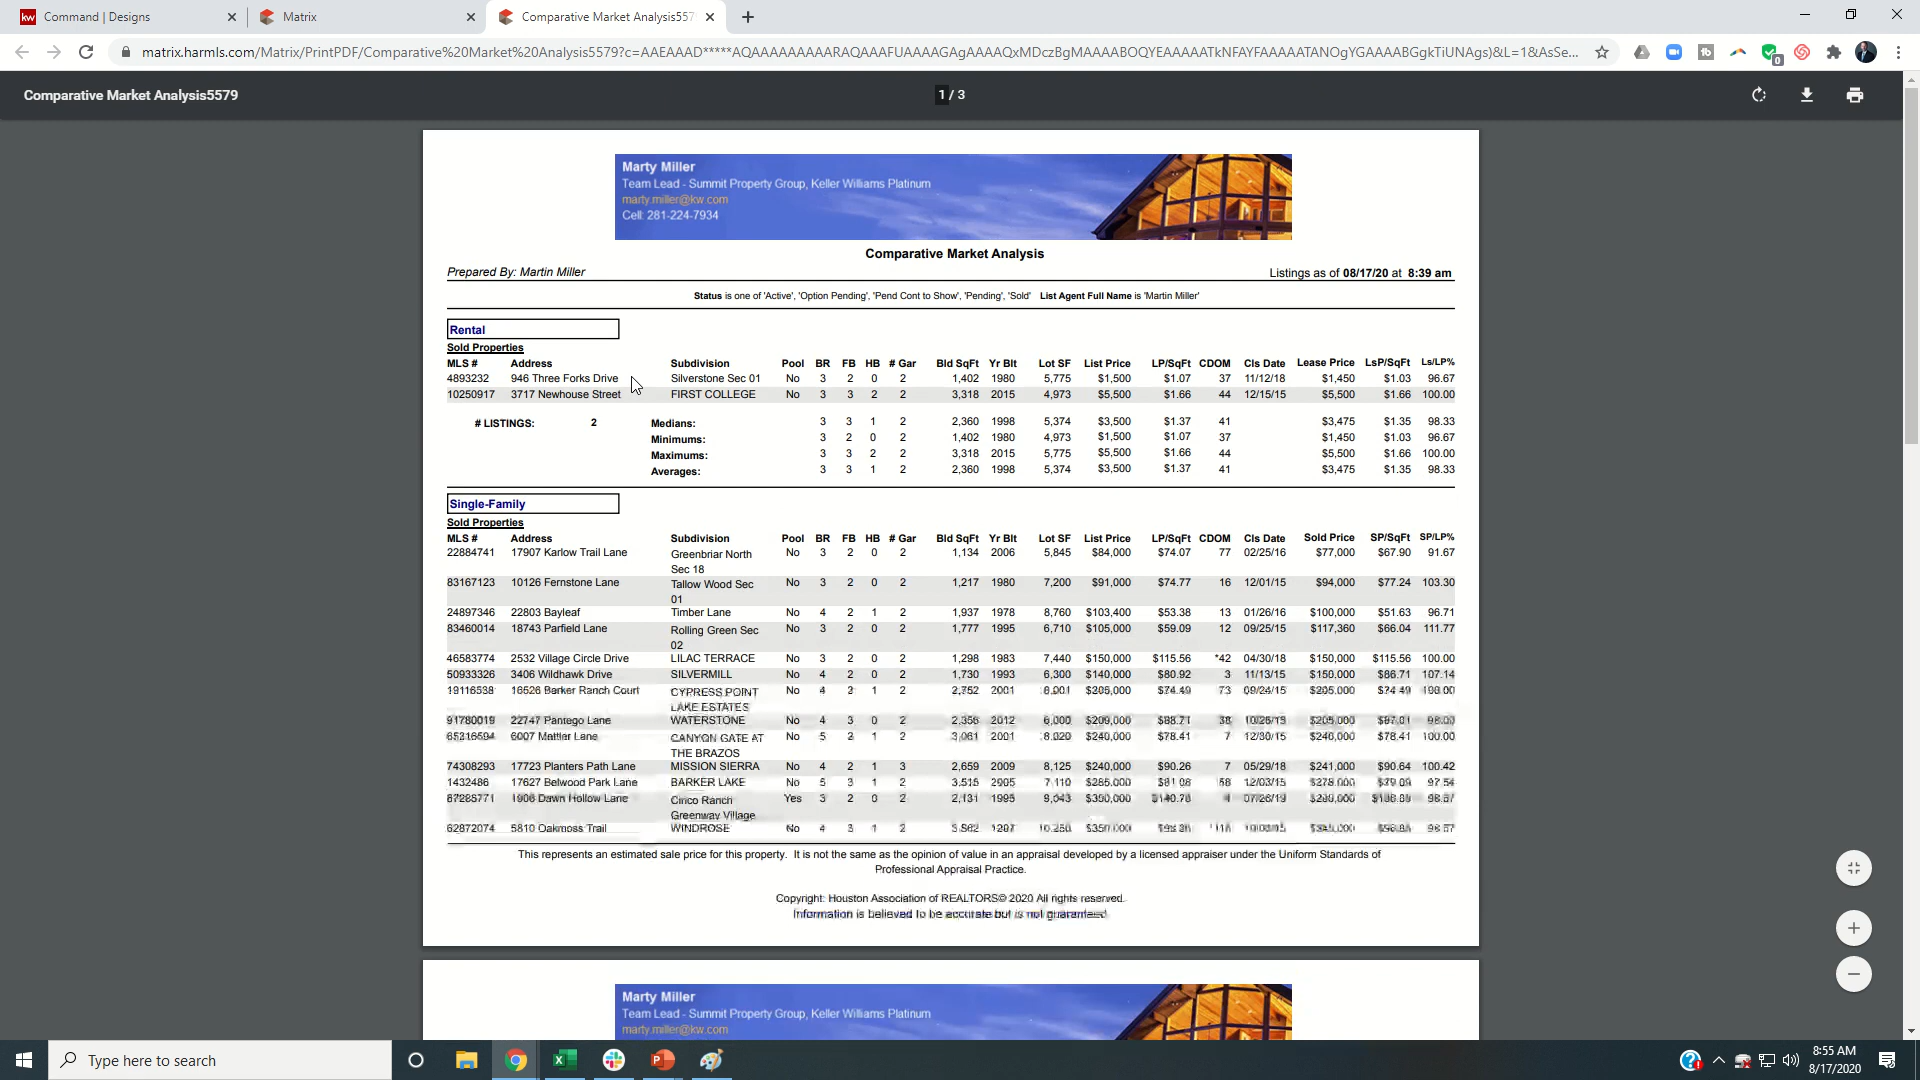 Command | Designs
Matrix
Comparative Market Analysis557
matrix.harmls.com/Matrix/PrintPDF/Comparative%20Market%20Analysis5579?c=AAEAAAD*****AQAAAAAAAAARAQAAAFUAAAAGAgAAAAQxMDczBgMAAAABOQYEAAAAATkNFAYFAAAAATANOgYGAAAABGgkTiUNAgs)&L=1&AsSe...
Comparative Market Analysis5579
1 / 3
Marty Miller
Team Lead - Summit Property Group, Keller Williams Platinum
marty.miller@kw.com
Cell: 281-224-7934
Comparative Market Analysis
Prepared By: Martin Miller Listings as of 08/17/20 at 8:39 am
Status is one of 'Active', 'Option Pending', 'Pend Cont to Show', 'Pending', 'Sold' List Agent Full Name is 'Martin Miller'
Rental
Sold Properties
MLS # Address Subdivision Pool BR FB HB # Gar Bld SqFt Yr Blt Lot SF List Price LP/SqFt CDOM Cls Date Lease Price LsP/SqFt Ls/LP%
4893232 946 Three Forks Drive Silverstone Sec 01 No 3 2 0 2 1,402 1980 5,775 $1,500 $1.07 37 11/12/18 $1,450 $1.03 96.67
10250917 3717 Newhouse Street FIRST COLLEGE No 3 3 2 2 3,318 2015 4,973 $5,500 $1.66 44 12/15/15 $5,500 $1.66 100.00
# LISTINGS: 2 Medians: 3 3 1 2 2,360 1998 5,374 $3,500 $1.37 41 $3,475 $1.35 98.33
Minimums: 3 2 0 2 1,402 1980 4,973 $1,500 $1.07 37 $1,450 $1.03 96.67
Maximums: 3 3 2 2 3,318 2015 5,775 $5,500 $1.66 44 $5,500 $1.66 100.00
Averages: 3 3 1 2 2,360 1998 5,374 $3,500 $1.37 41 $3,475 $1.35 98.33
Single-Family
Sold Properties
MLS # Address Subdivision Pool BR FB HB # Gar Bld SqFt Yr Blt Lot SF List Price LP/SqFt CDOM Cls Date Sold Price SP/SqFt SP/LP%
22884741 17907 Karlow Trail Lane Greenbriar North No 3 2 0 2 1,134 2006 5,845 $84,000 $74.07 77 02/25/16 $77,000 $67.90 91.67
Sec 18
83167123 10126 Fernstone Lane Tallow Wood Sec No 3 2 0 2 1,217 1980 7,200 $91,000 $74.77 16 12/01/15 $94,000 $77.24 103.30
01
24897346 22803 Bayleaf Timber Lane No 4 2 1 2 1,937 1978 8,760 $103,400 $53.38 13 01/26/16 $100,000 $51.63 96.71
83460014 18743 Parfield Lane Rolling Green Sec No 3 2 0 2 1,777 1995 6,710 $105,000 $59.09 12 09/25/15 $117,360 $66.04 111.77
02
46583774 2532 Village Circle Drive LILAC TERRACE No 3 2 0 2 1,298 1983 7,440 $150,000 $115.56 *42 04/30/18 $150,000 $115.56 100.00
50933326 3406 Wildhawk Drive SILVERMILL No 4 2 0 2 1,730 1993 6,300 $140,000 $80.92 3 11/13/15 $150,000 $86.71 107.14
19116538 16526 Barker Ranch Court CYPRESS POINT No 4 1 2 2,752 2001 $205,000 $74.49 73 09/24/15 $205,000 $74.49 100.00
LAKE ESTATES
91780019 22747 Pantego Lane WATERSTONE No 4 3 0 2 2,356 2012 6,000 $209,000 $88.71 38 $205,000 $87.01
6007 Mattler Lane CANYON GATE AT No 5 1 2 3,061 2001 $240,000 $78.41 7 12/30/15 $240,000 $78.41 100.00
THE BRAZOS
74308293 17723 Planters Path Lane MISSION SIERRA No 4 2 1 3 2,659 2009 8,125 $240,000 $90.26 7 05/29/18 $241,000 $90.64 100.42
1432486 17627 Belwood Park Lane BARKER LAKE No 5 3 1 2 3,515 2005 7,110 $285,000 58 12/03/15 97.54
1906 Dawn Hollow Lane Cinco Ranch Yes 3 2 0 2 2,131 1995 07/26/19
Greenway Village
62872074 5810 Oakmoss Trail WINDROSE No 4 3 1 2 $350,000
This represents an estimated sale price for this property. It is not the same as the opinion of value in an appraisal developed by a licensed appraiser under the Uniform Standards of
Professional Appraisal Practice.
Copyright: Houston Association of REALTORS© 2020 All rights reserved.
Information is believed to be accurate but is not guaranteed
Marty Miller
Team Lead - Summit Property Group, Keller Williams Platinum
marty.miller@kw.com
Type here to search
8:55 AM
8/17/2020